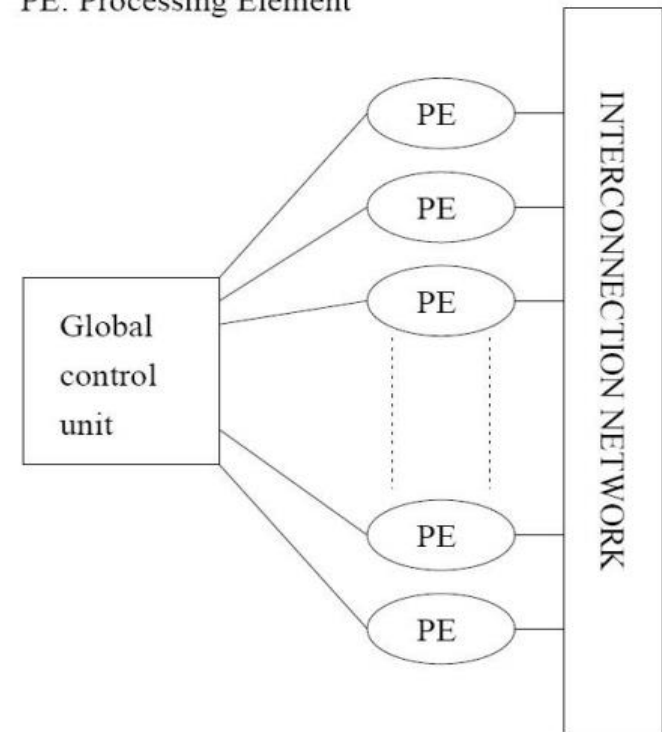 PE: Processing Element
PE
PE
PE
Global
control
unit
PE
PE
INTERCONNECTION NETWORK